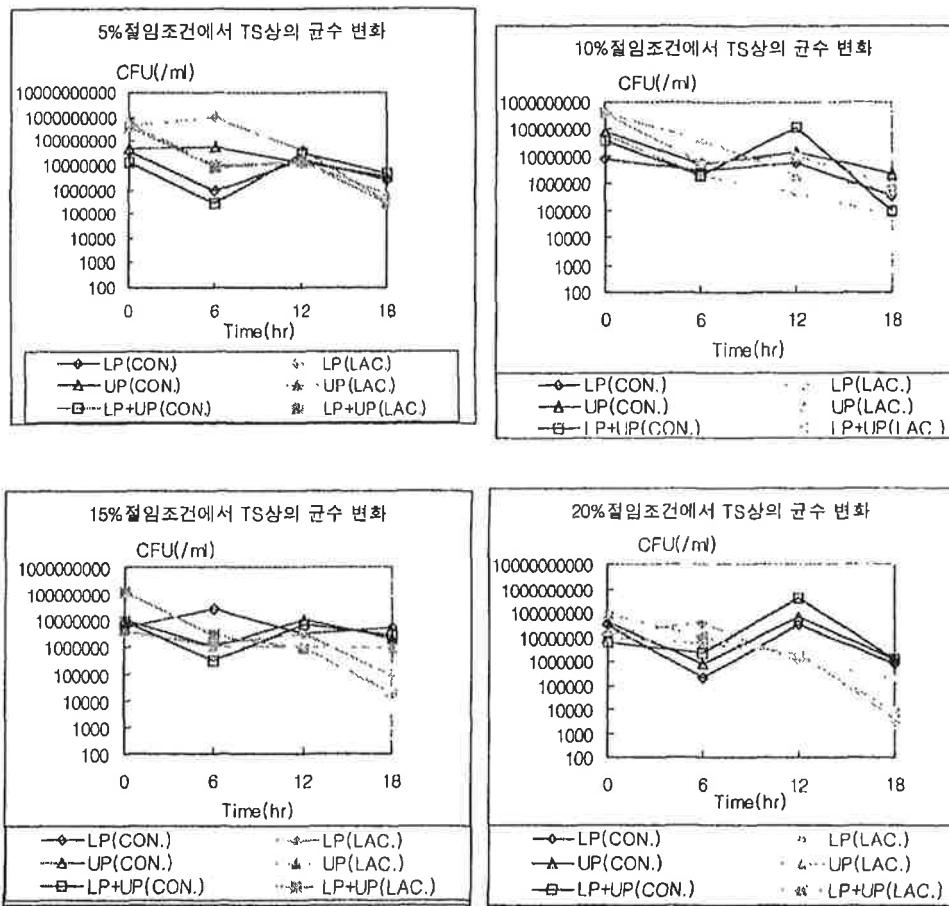 5%절임조건에서 TS상의 균수 변화
CFU(/ml)
10000000000
1000000000
100000000
10000000
1000000
100000
10000
1000
100
0 6 12 18
Time(hr)
LP(CON.) LP(LAC.)
UP(CON.) UP(LAC.)
LP+UP(CON.) LP+UP(LAC.)
10%절임조건에서 TS상의 균수 변화
CFU(/ml)
1000000000
100000000
10000000
1000000
100000
10000
1000
100
0 6 12 18
Time(hr)
LP(CON.) LP(LAC.)
UP(CON.) UP(LAC.)
LP+UP(CON.) LP+UP(LAC.)
15%절임조건에서 TS상의 균수 변화
CFU(/ml)
1000000000
100000000
10000000
1000000
100000
10000
1000
100
0 6 12 18
Time(hr)
LP(CON.) LP(LAC.)
UP(CON.) UP(LAC.)
LP+UP(CON.) LP+UP(LAC.)
20%절임조건에서 TS상의 균수 변화
CFU(/ml)
10000000000
1000000000
100000000
10000000
1000000
100000
10000
1000
100
0 6 12 18
Time(hr)
LP(CON.) LP(LAC.)
UP(CON.) UP(LAC.)
LP+UP(CON.) LP+UP(LAC.)